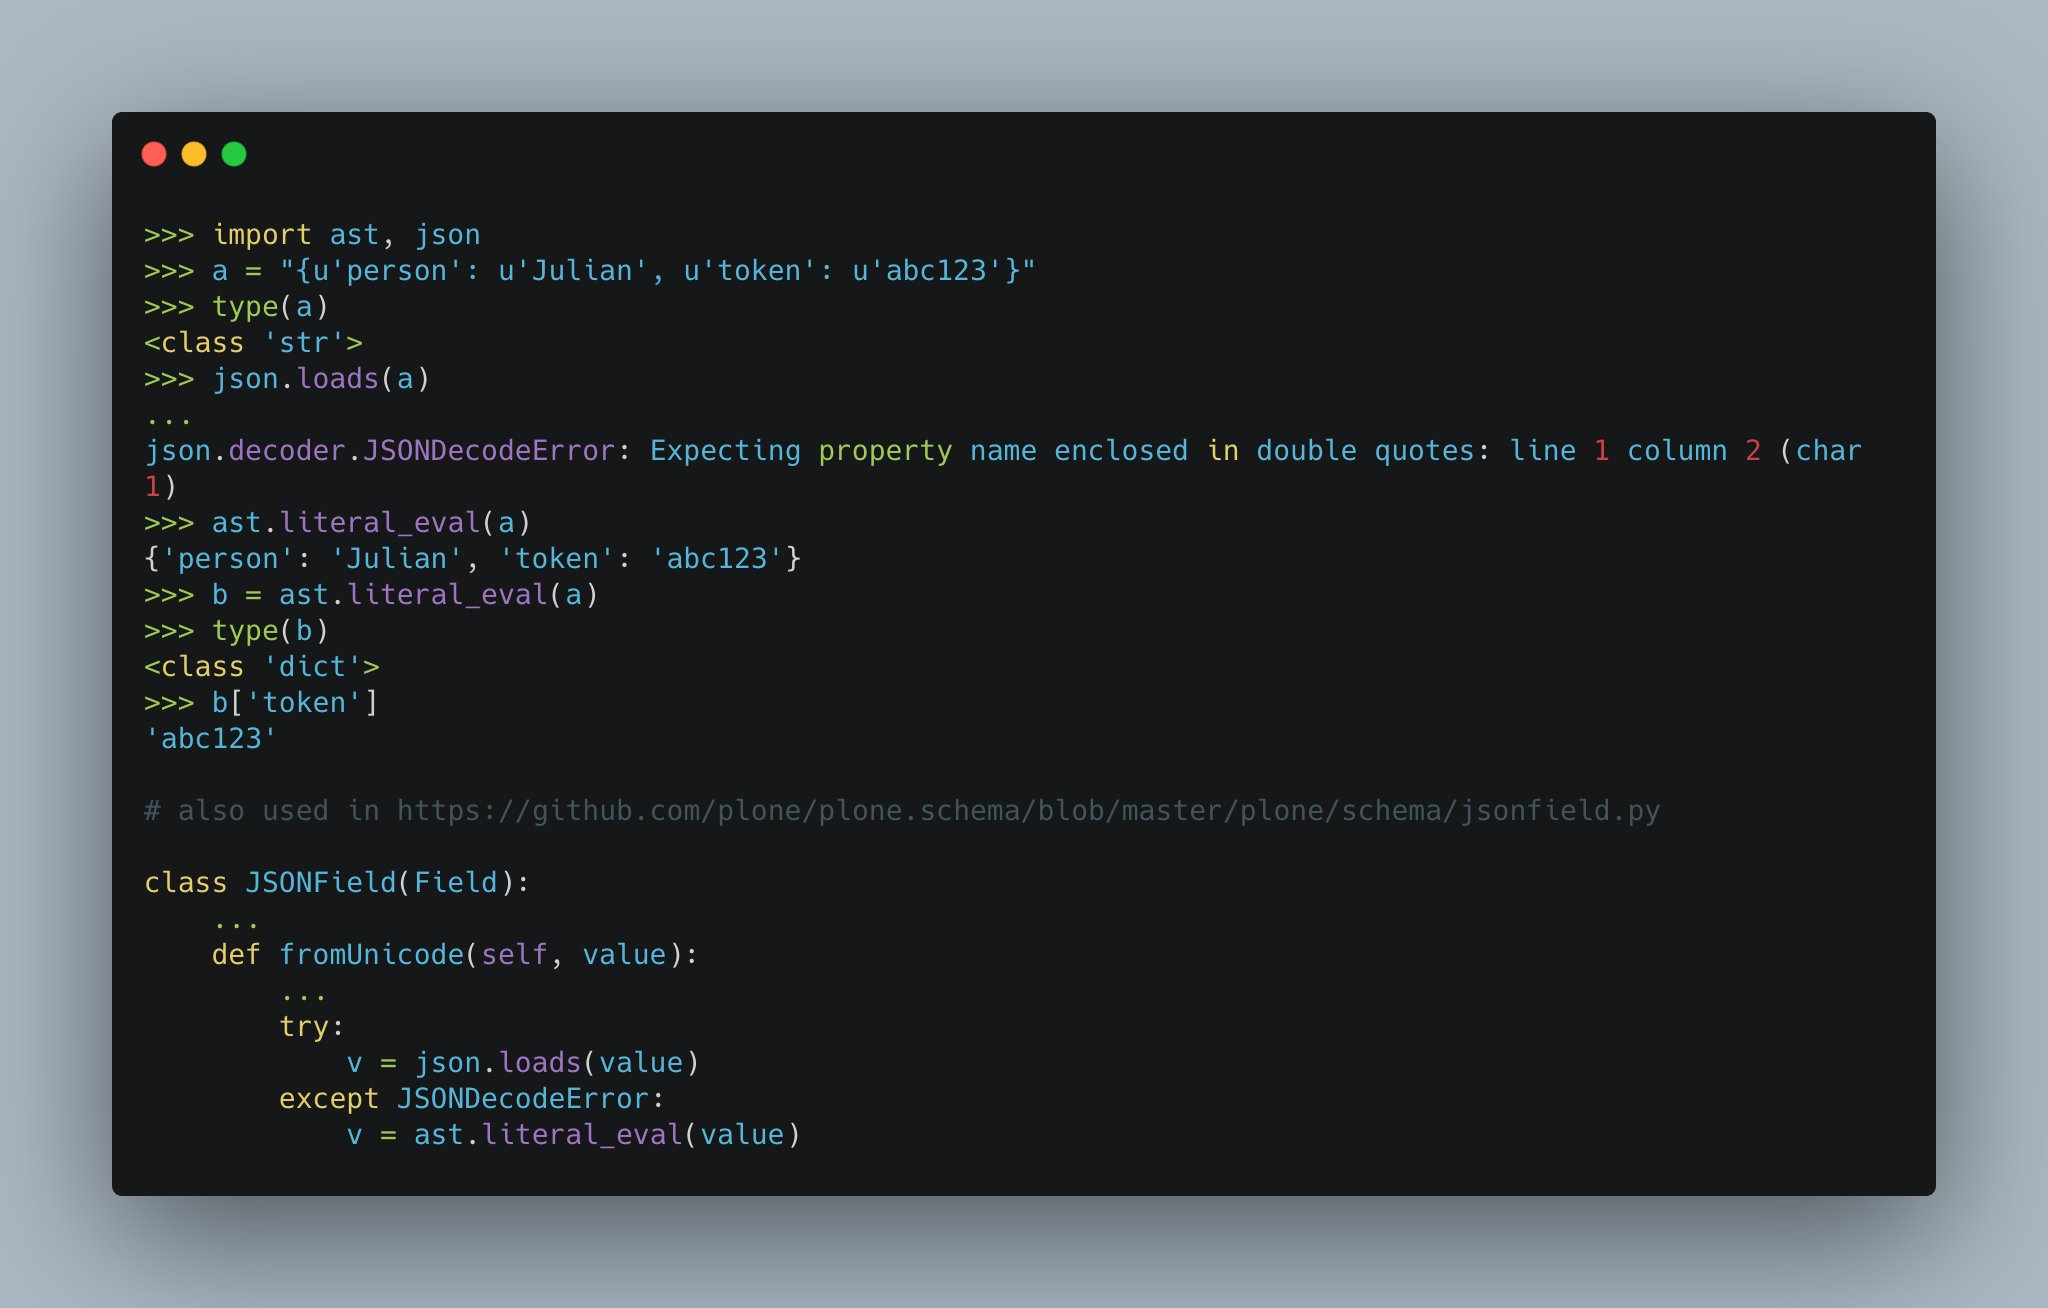 >>> import ast, json
>>> a = "{u'person': u'Julian', u'token': u'abc123'}"
>>> type(a)
<class 'str'>
>>> json.loads(a)
...
json.decoder.JSONDecodeError: Expecting property name enclosed in double quotes: line 1 column 2 (char
1)
>>> ast.literal_eval(a)
{'person': 'Julian', 'token': 'abc123'}
>>> b = ast.literal_eval(a)
>>> type(b)
<class 'dict'>
>>> b['token']
'abc123'

# also used in https://github.com/plone/plone.schema/blob/master/plone/schema/jsonfield.py

class JSONField(Field):
    ...
    def fromUnicode(self, value):
        ...
        try:
            v = json.loads(value)
        except JSONDecodeError:
            v = ast.literal_eval(value)